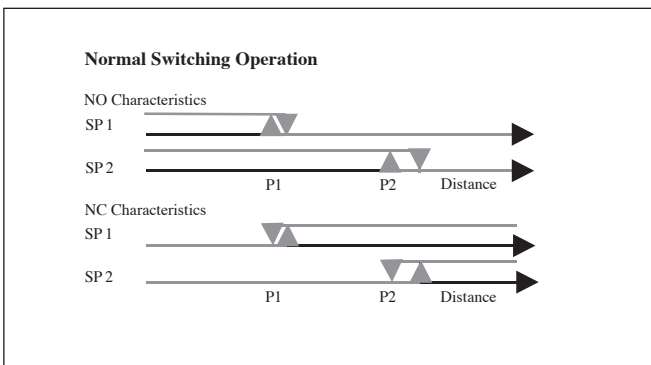 Normal Switching Operation
NO Characteristics
SP 1
SP 2
P1 P2 Distance
NC Characteristics
SP 1
SP 2
P1 P2 Distance